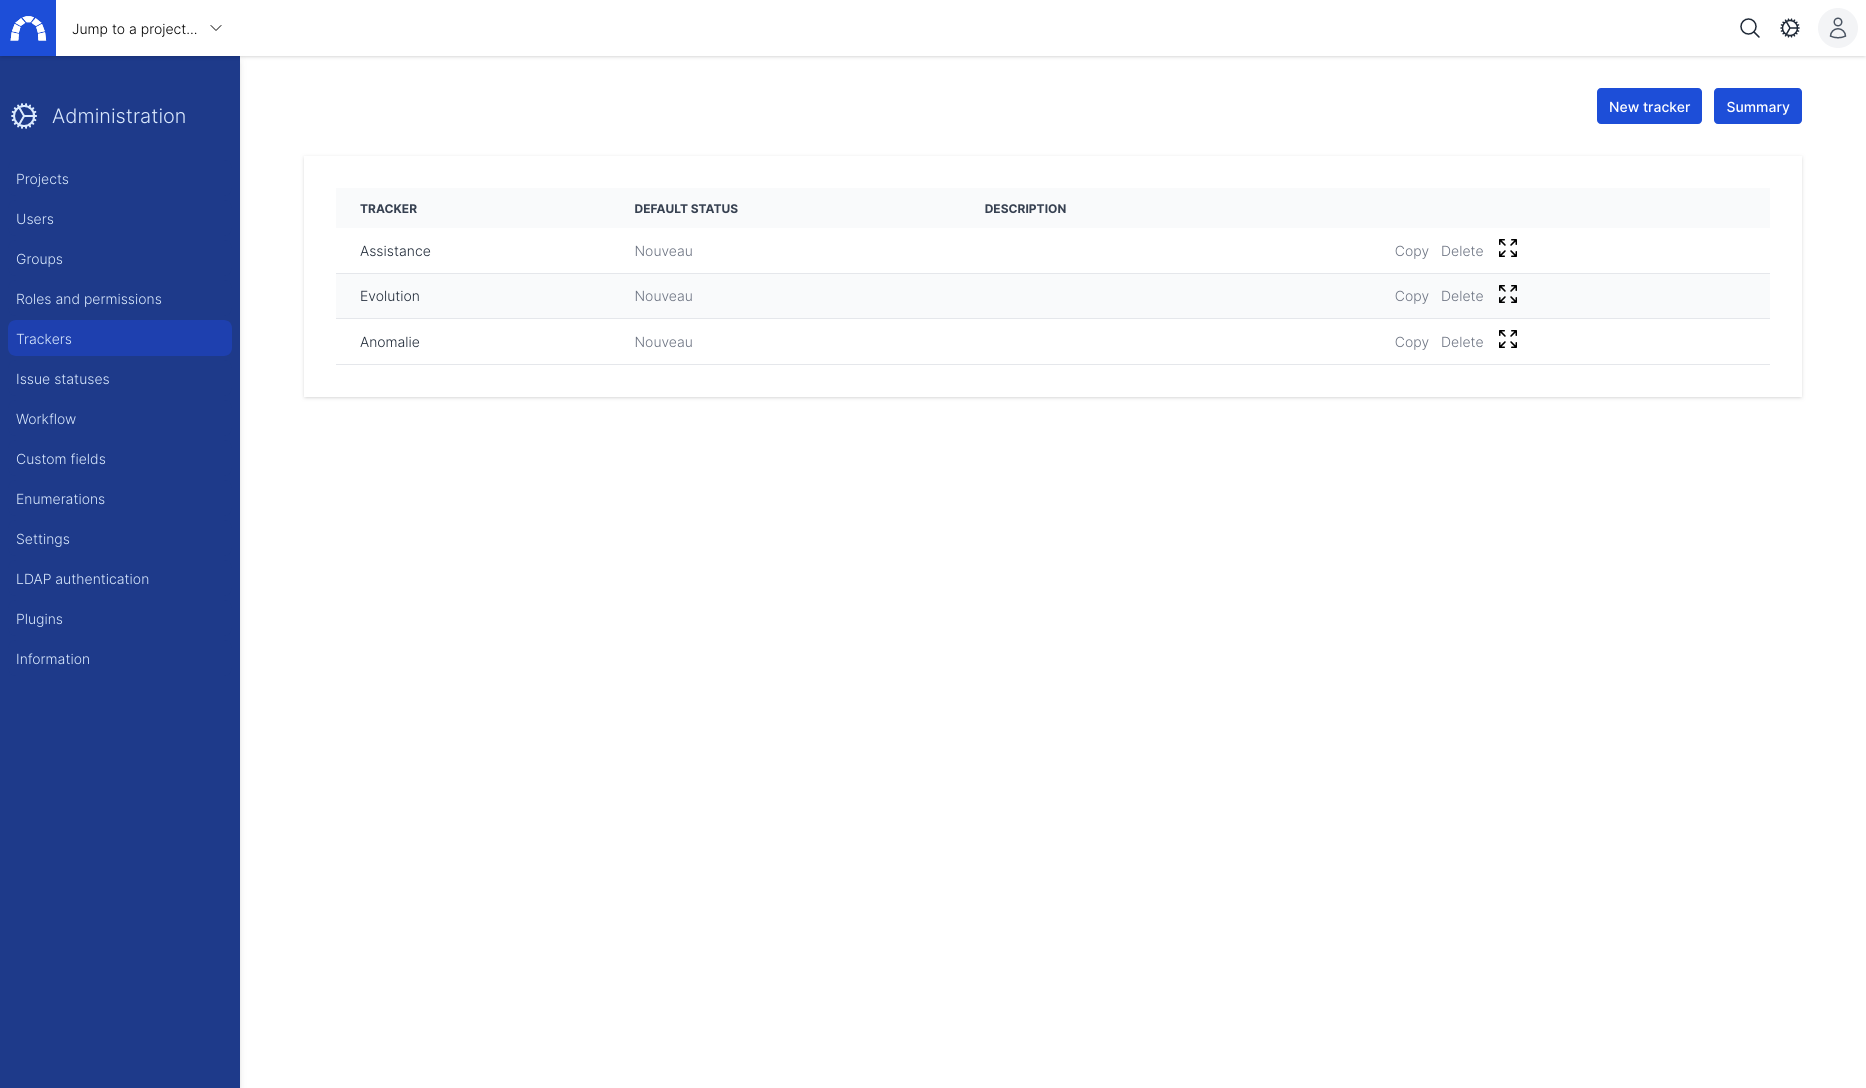 Jump to a project...
Administration
Projects
Users
Groups
Roles and permissions
Trackers
Issue statuses
Workflow
Custom fields
Enumerations
Settings
LDAP authentication
Plugins
Information
New tracker Summary
TRACKER DEFAULT STATUS DESCRIPTION
Assistance Nouveau Copy Delete
Evolution Nouveau Copy Delete
Anomalie Nouveau Copy Delete